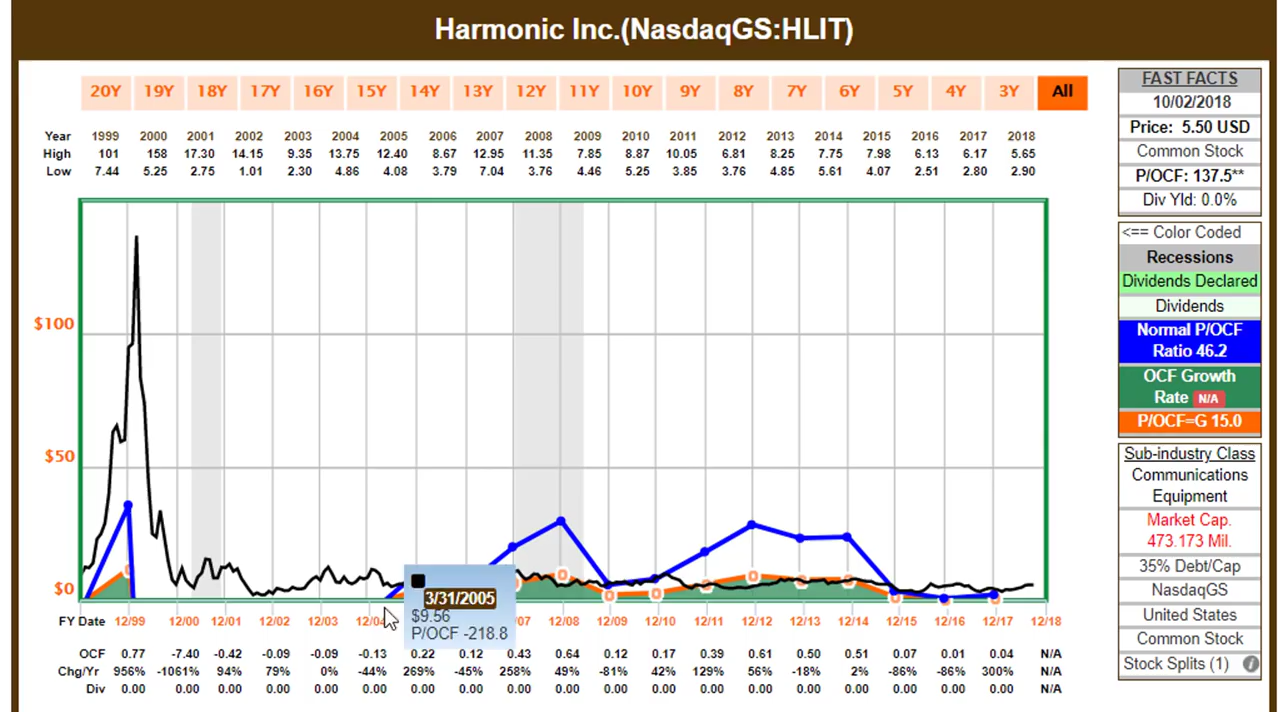 Harmonic Inc.(NasdaqGS:HLIT)
20Y 19Y 18Y 17Y 16Y 15Y 14Y 13Y 12Y 11Y 10Y 9Y 8Y 7Y 6Y 5Y 4Y 3Y All
Year 1999 2000 2001 2002 2003 2004 2005 2006 2007 2008 2009 2010 2011 2012 2013 2014 2015 2016 2017 2018
High 101 158 17.30 14.15 9.35 13.75 12.40 8.67 12.95 11.35 7.85 8.87 10.05 6.81 8.25 7.75 7.98 6.13 6.17 5.65
Low 7.44 5.25 2.75 1.01 2.30 4.86 4.08 3.79 7.04 3.76 4.46 5.25 3.85 3.76 4.85 5.61 4.07 2.51 2.80 2.90
$100
$50
$0
3/31/2005
$9.56
P/OCF -218.8
FY Date 12/99 12/00 12/01 12/02 12/03 12/04 /07 12/08 12/09 12/10 12/11 12/12 12/13 12/14 12/15 12/16 12/17 12/18
OCF 0.77 -7.40 -0.42 -0.09 -0.09 -0.13 0.22 0.12 0.43 0.64 0.12 0.17 0.39 0.61 0.50 0.51 0.07 0.01 0.04 N/A
Chg/Yr 956% -1061% 94% 79% 0% -44% 269% -45% 258% 49% -81% 42% 129% 56% -18% 2% -86% -86% 300% N/A
Div 0.00 0.00 0.00 0.00 0.00 0.00 0.00 0.00 0.00 0.00 0.00 0.00 0.00 0.00 0.00 0.00 0.00 0.00 0.00 N/A
FAST FACTS
10/02/2018
Price: 5.50 USD
Common Stock
P/OCF: 137.5**
Div Yld: 0.0%
<== Color Coded
Recessions
Dividends Declared
Dividends
Normal P/OCF
Ratio 46.2
OCF Growth
Rate N/A
P/OCF=G 15.0
Sub-industry Class
Communications
Equipment
Market Cap.
473.173 Mil.
35% Debt/Cap
NasdaqGS
United States
Common Stock
Stock Splits (1) i